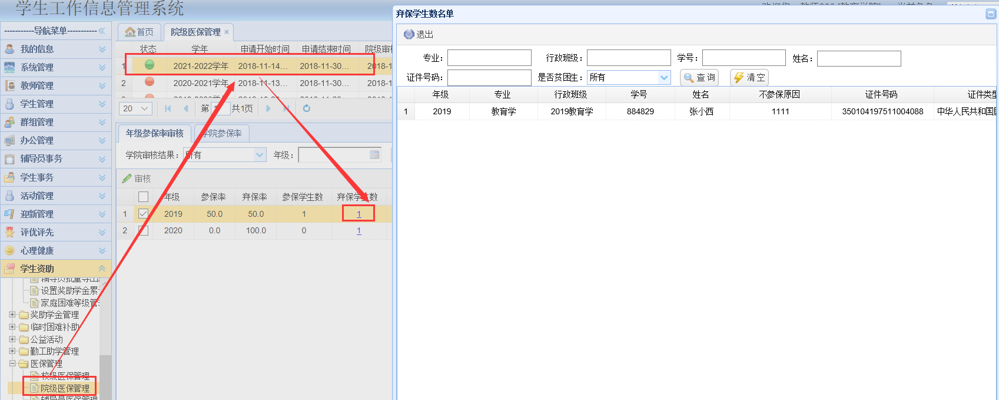 学生工作信息管理系统
-----------导航菜单-----------
我的信息
系统管理
教师管理
学生管理
群组管理
办公管理
辅导员事务
学生事务
活动管理
迎新管理
评优评先
心理健康
学生资助
辅导员批量导出
设置奖助学金累
家庭困难等级管
奖助学金管理
临时困难补助
公益活动
勤工助学管理
医保管理
校级医保管理
院级医保管理
辅导员医保管理
首页 院级医保管理
状态 学年 申请开始时间 申请结束时间 院级审
1 2021-2022学年 2018-11-14... 2018-11-30... 2018-1
2 2020-2021学年 2018-11-13... 2018-11-30... 2018-1
20 第 1 共1页
年级参保率审核 学院参保率
学院审核结果： 所有 年级：
审核
年级 参保率 弃保率 参保学生数 弃保学生数
1 2019 50.0 50.0 1 1
2 2020 0.0 100.0 0 1
弃保学生数名单
退出
专业： 行政班级： 学号： 姓名：
证件号码： 是否贫困生： 所有 查询 清空
年级 专业 行政班级 学号 姓名 不参保原因 证件号码 证件类型
1 2019 教育学 2019教育学 884829 张小西 1111 350104197511004088 中华人民共和国